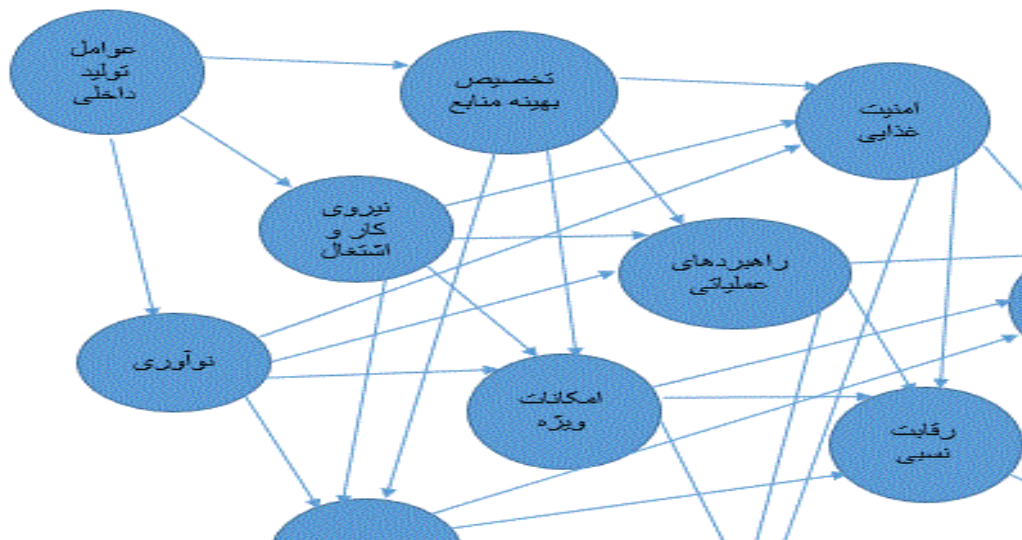 عوامل
تولید
داخلی
تخصیص
بهینه منابع
امنیت
غذایی
نیروی
کار و
اشتغال
راهبردهای
عملیاتی
نوآوری
امکانات
ویژه
رقابت
نسبی